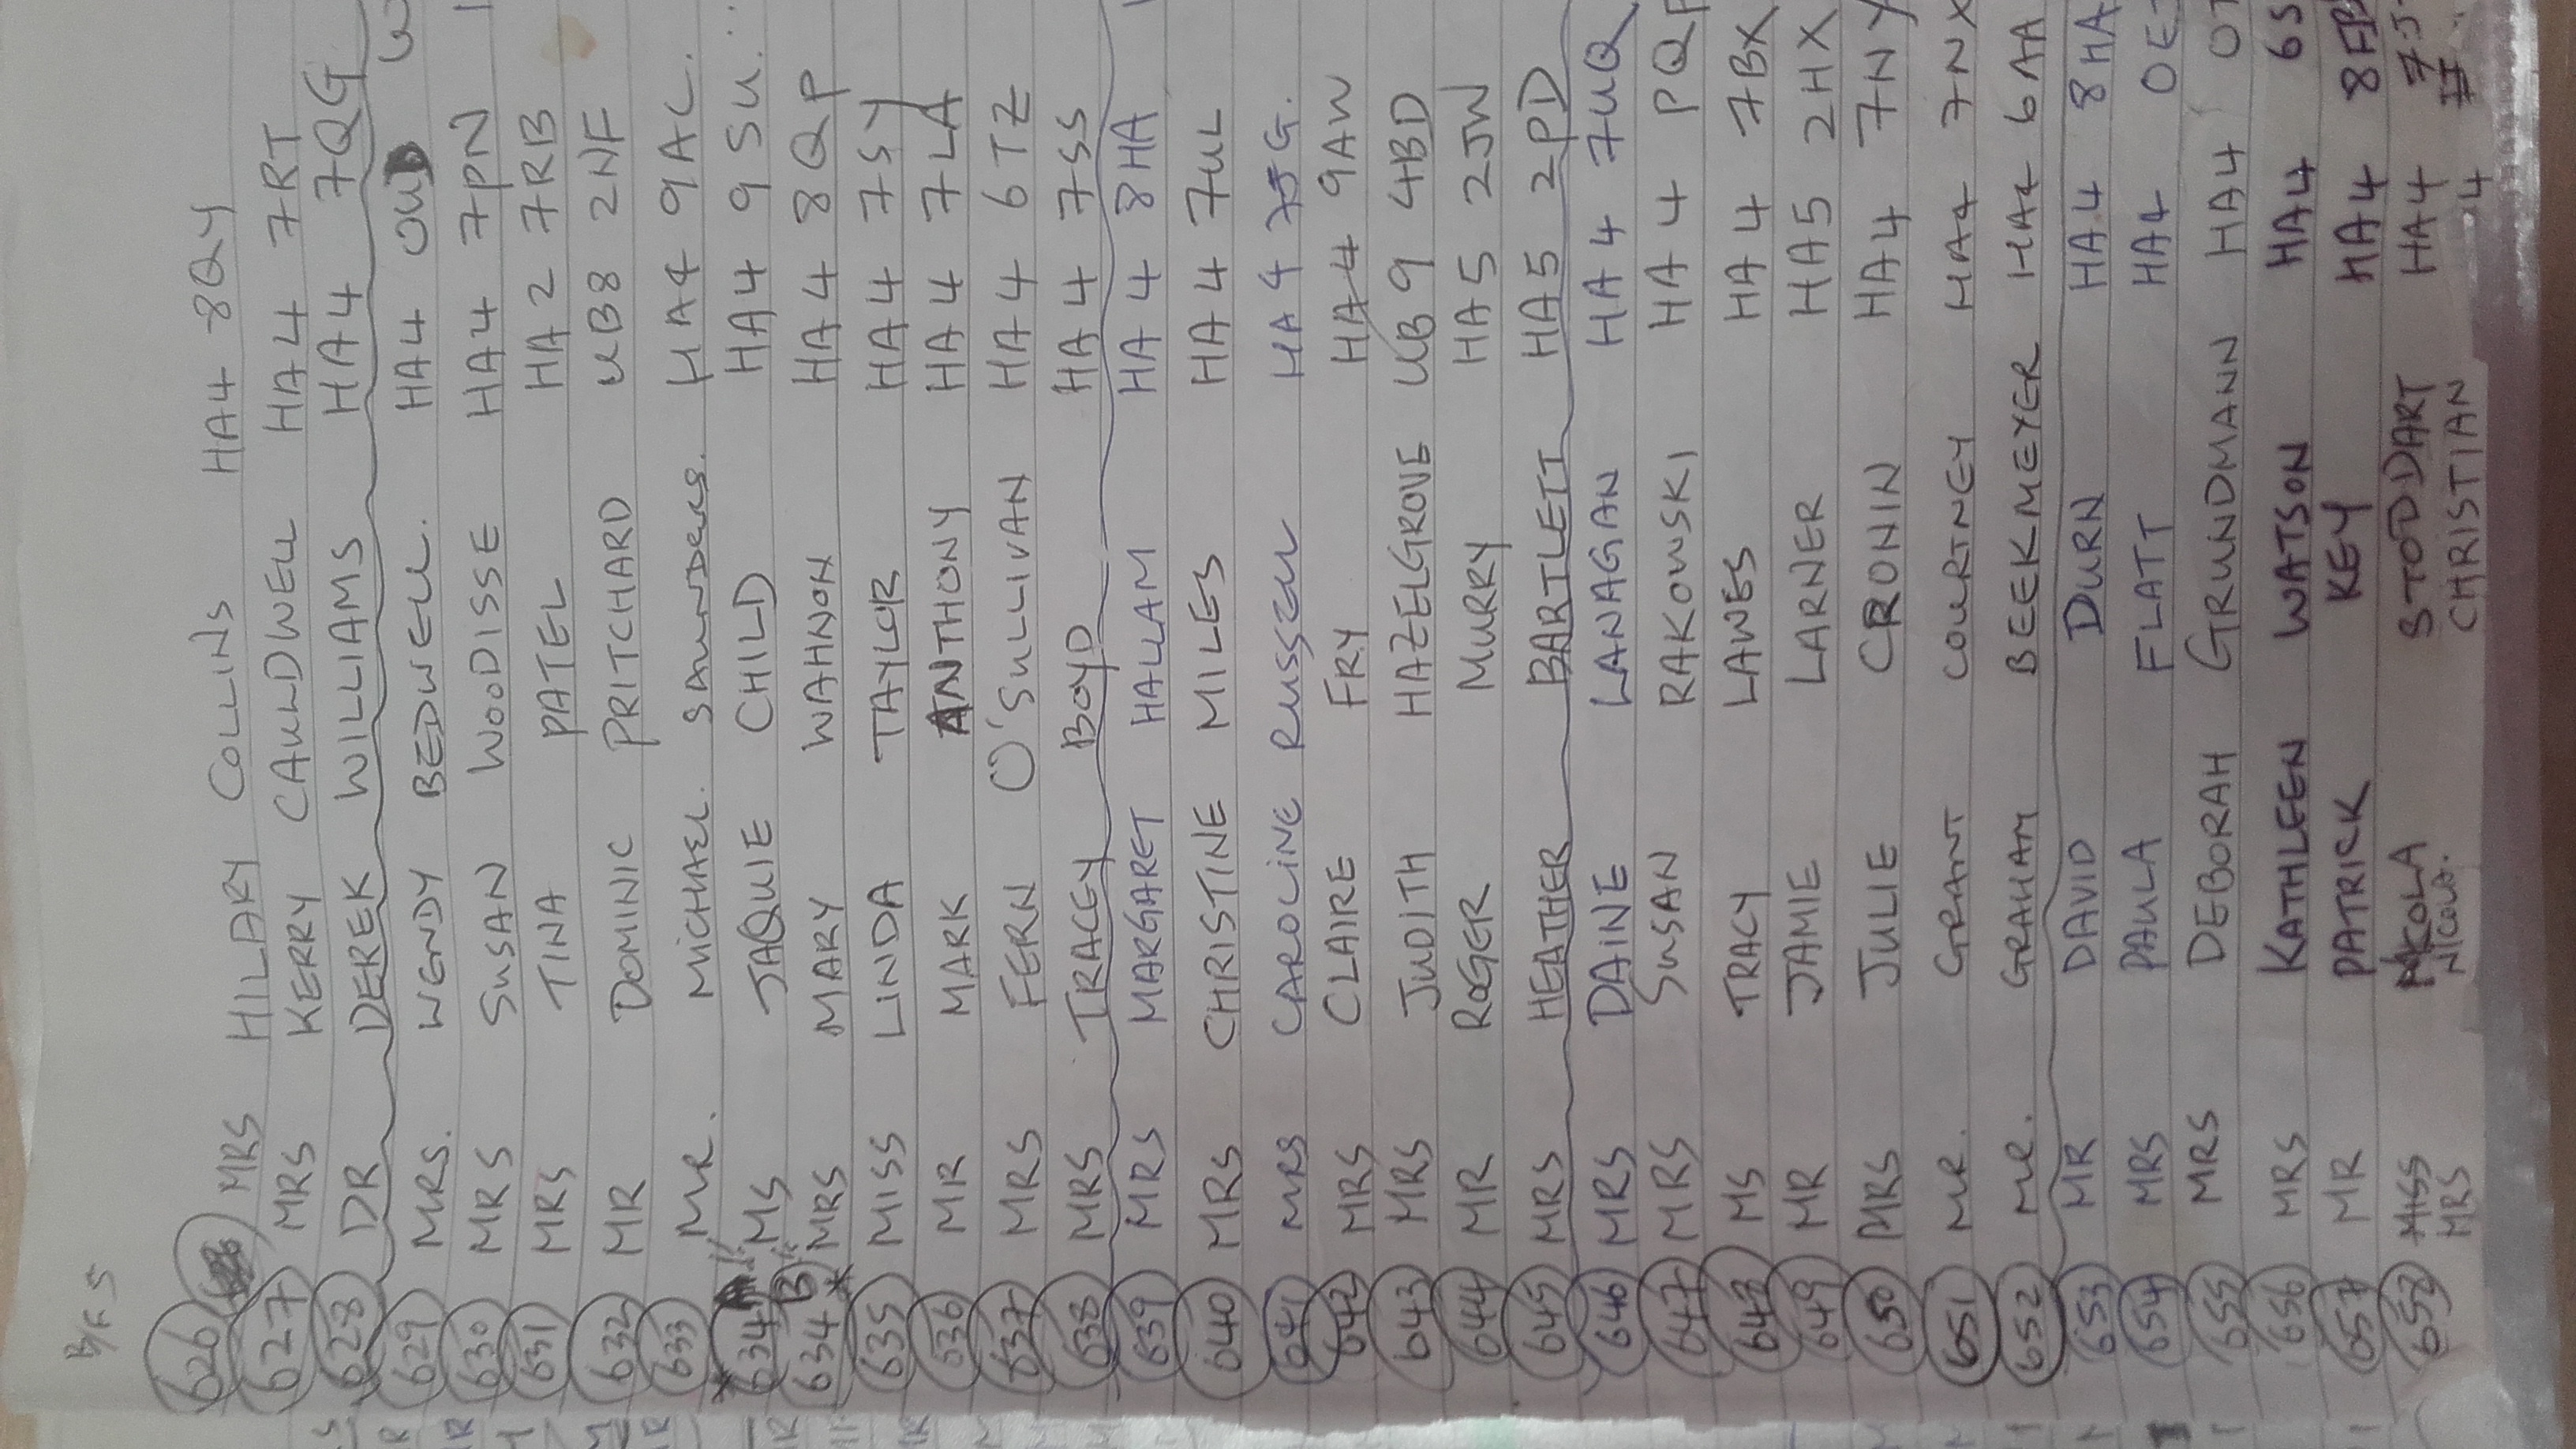 B/F 5
626 MRS HILARY COLLINS HA4 8QY
627 MRS KERRY CAULDWELL HA4 7RT
628 DR DEREK WILLIAMS HA4 7QG
629 MRS. WENDY BEDWELL. HA4 0UD
630 MRS SUSAN WOODISSE HA4 7PN
631 MRS TINA PATEL HA2 7RB
632 MR DOMINIC PRITCHARD UB8 2NF
633 MR. MICHAEL. SAUNDERS. HA4 9AC.
634 A MS JAQUIE CHILD HA4 9SU.
634 B MRS MARY WAHNON HA4 8QP
635 MISS LINDA TAYLOR HA4 7SY
636 MR MARK ANTHONY HA4 7LA
637 MRS FERN O'SULLIVAN HA4 6TZ
638 MRS TRACEY BOYD HA4 7SS
639 MRS MARGARET HALLAM HA4 8HA
640 MRS CHRISTINE MILES HA4 7UL
641 MRS CAROLINE RUSSELL HA4 7JG.
642 MRS CLAIRE FRY HA4 9AW
643 MRS JUDITH HAZELGROVE UB9 4BD
644 MR ROGER MURRY HA5 2JW
645 MRS HEATHER BARTLETT HA5 2PD
646 MRS DAINE LANAGAN HA4 7UQ
647 MRS SUSAN RAKOWSKI HA4 PQP
648 MS TRACY LAWES HA4 7BX
649 MR JAMIE LARNER HA5 2HX
650 MRS JULIE CRONIN HA4 7NY
651 MR. GRANT COURTNEY HA4 7NX
652 MR. GRAHAM BEEKMEYER HA4 6AA
653 MR DAVID DURN HA4 8HA
654 MRS PAULA FLATT HA4 0E
655 MRS DEBORAH GRUNDMANN HA4
656 MRS KATHLEEN WATSON HA4 6S
657 MR PATRICK KEY HA4 8FB
658 MISS NICOLA STODDART HA4 7J
MRS NICOLA. CHRISTIAN 4